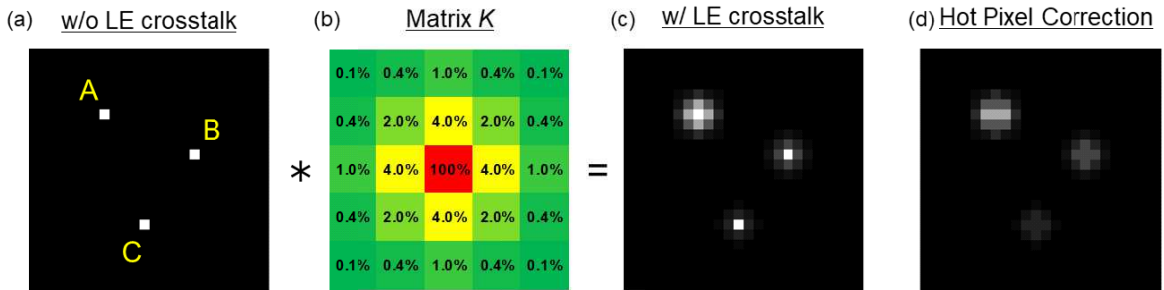 (a) w/o LE crosstalk (b) Matrix K (c) w/ LE crosstalk (d) Hot Pixel Correction
A
B
C
*
0.1% 0.4% 1.0% 0.4% 0.1%
0.4% 2.0% 4.0% 2.0% 0.4%
1.0% 4.0% 100% 4.0% 1.0%
0.4% 2.0% 4.0% 2.0% 0.4%
0.1% 0.4% 1.0% 0.4% 0.1%
=